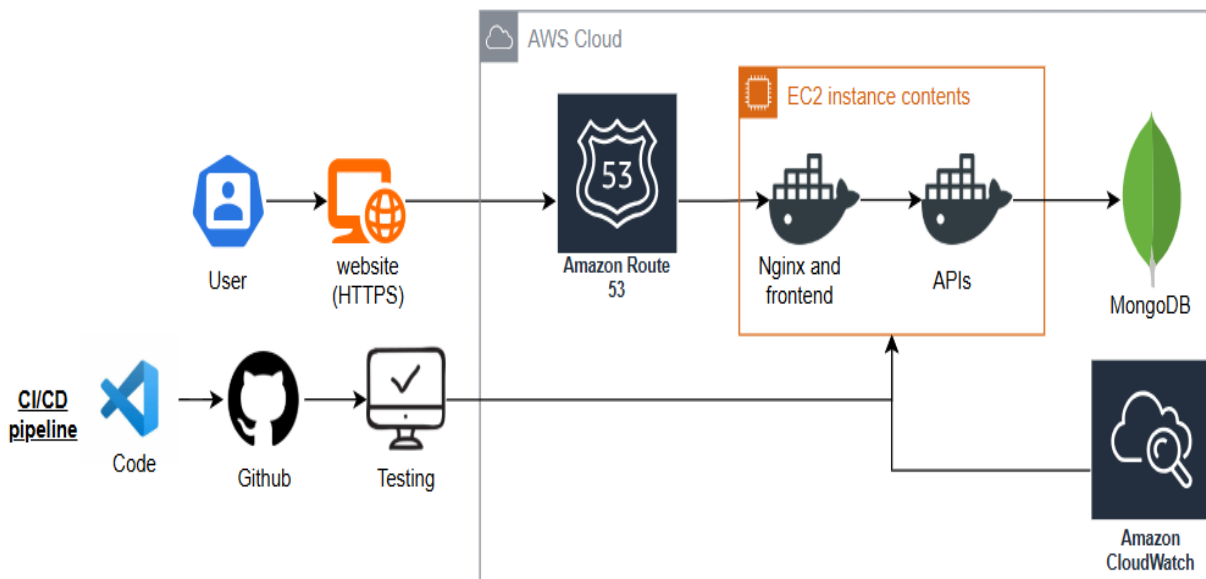 AWS Cloud
EC2 instance contents
53
User
website
(HTTPS)
Amazon Route
53
Nginx and
frontend
APIs
MongoDB
CI/CD
pipeline
Code
Github
Testing
Amazon
CloudWatch